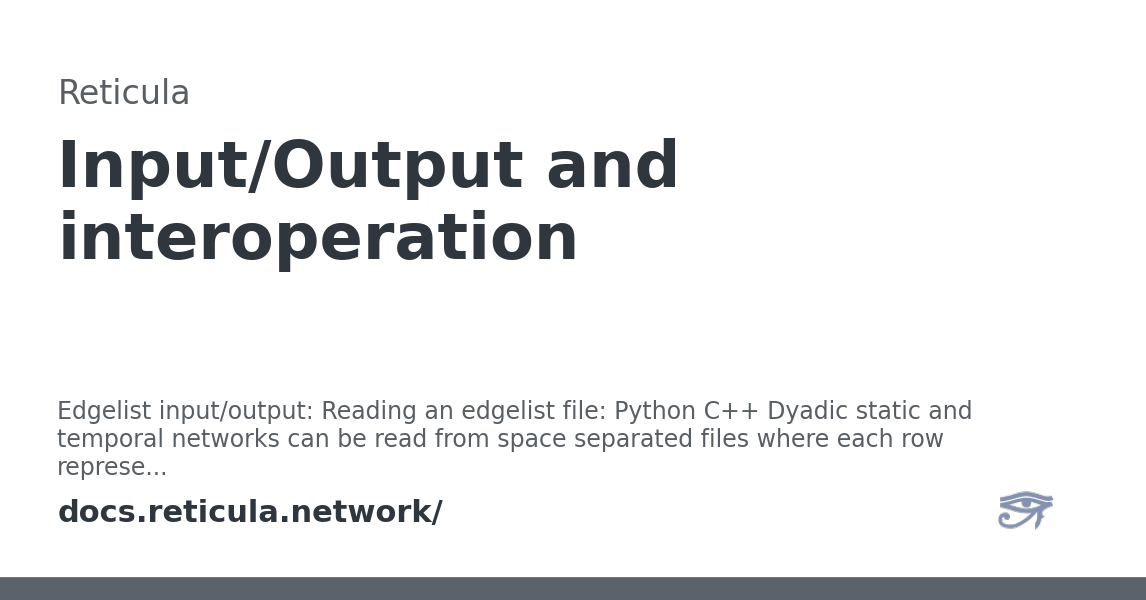 Reticula
Input/Output and
interoperation
Edgelist input/output: Reading an edgelist file: Python C++ Dyadic static and
temporal networks can be read from space separated files where each row
represe...
docs.reticula.network/